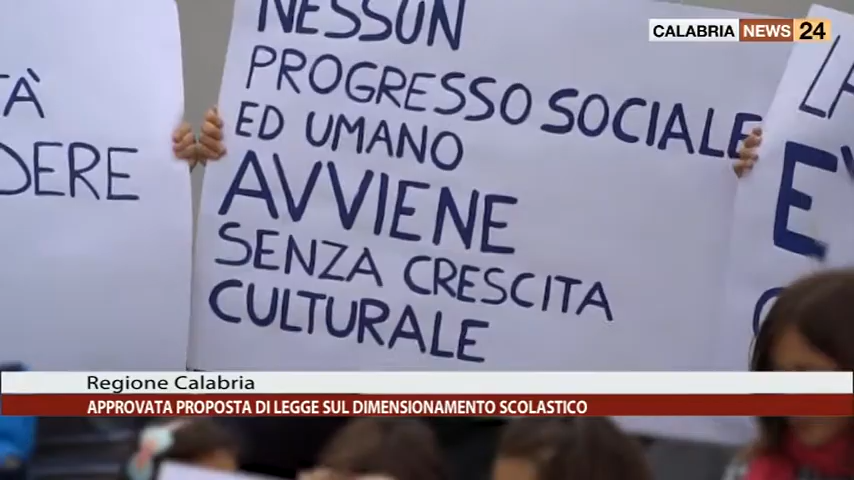 CALABRIA NEWS 24
NESSUN
PROGRESSO SOCIALE
ED UMANO
AVVIENE
SENZA CRESCITA
CULTURALE
Regione Calabria
APPROVATA PROPOSTA DI LEGGE SUL DIMENSIONAMENTO SCOLASTICO